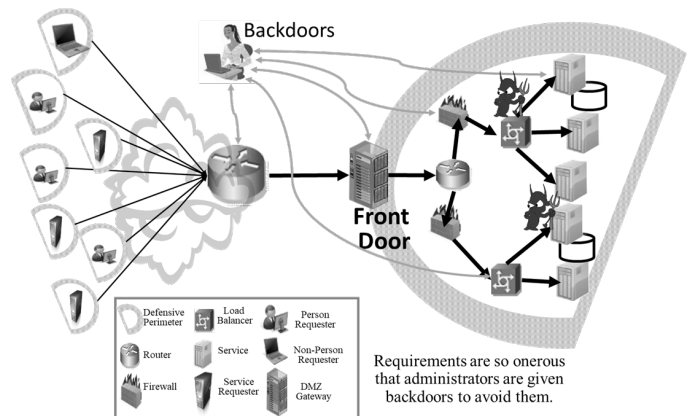 Backdoors
Front
Door
Defensive
Perimeter
Load
Balancer
Person
Requester
Router
Service
Non-Person
Requester
Firewall
Service
Requester
DMZ
Gateway
Requirements are so onerous
that administrators are given
backdoors to avoid them.